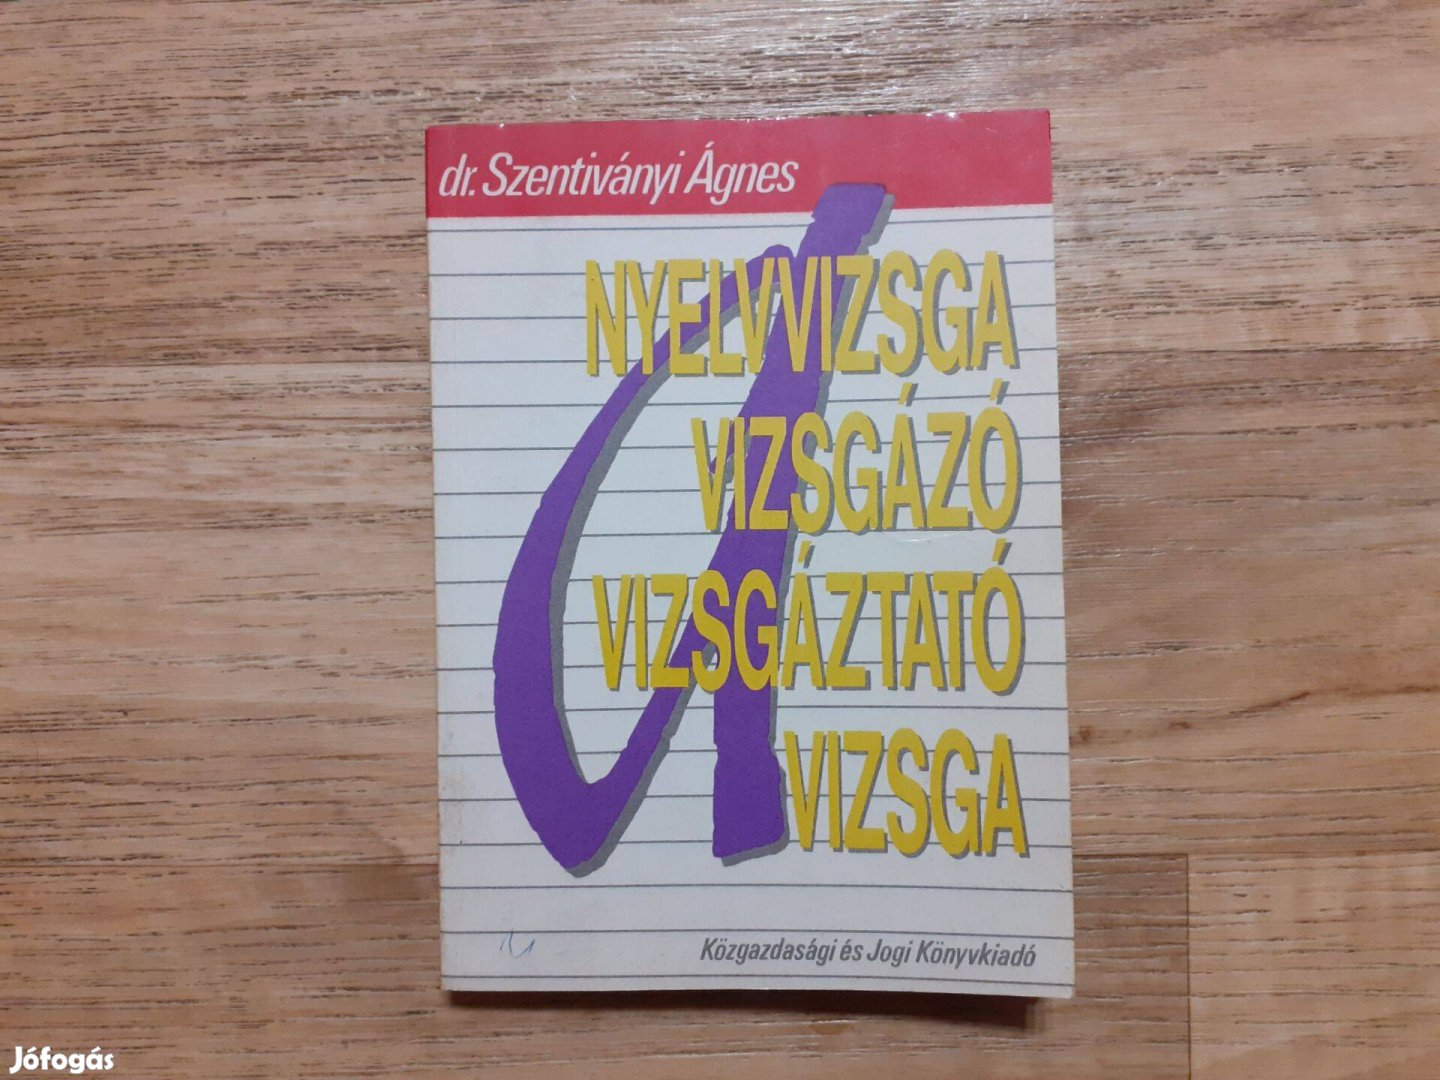 dr. Szentiványi Ágnes
A
NYELVVIZSGA
VIZSGÁZÓ
VIZSGÁZTATÓ
VIZSGA
Közgazdasági és Jogi Könyvkiadó
Jófogás